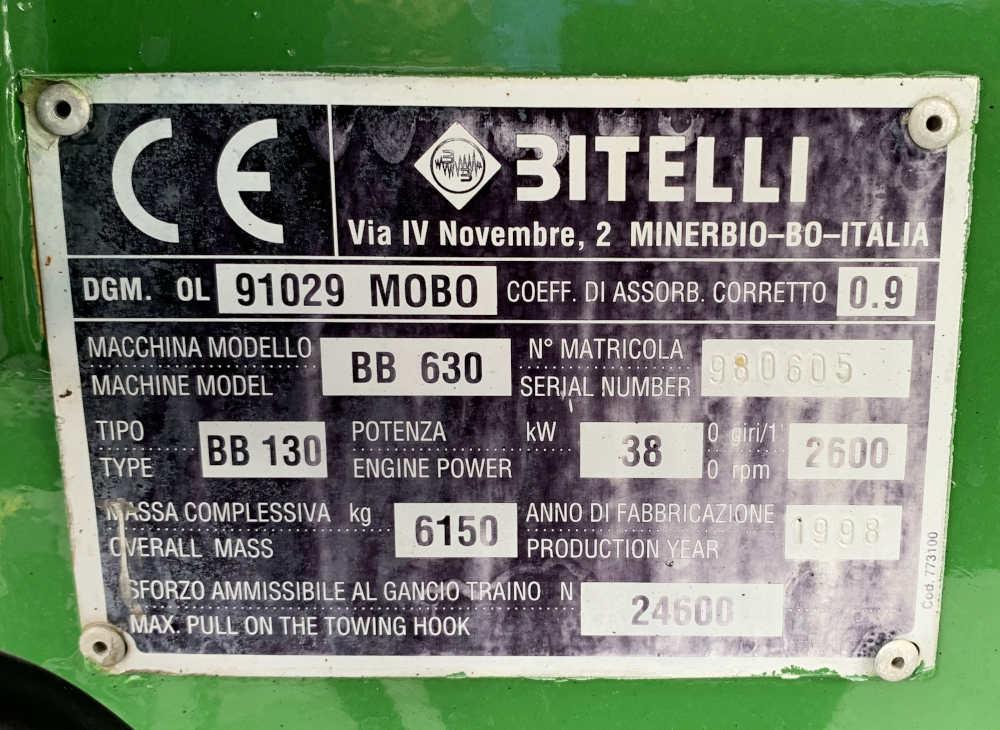 CE BITELLI
Via IV Novembre, 2 MINERBIO-BO-ITALIA
DGM. OL 91029 MOBO COEFF. DI ASSORB. CORRETTO 0.9
MACCHINA MODELLO BB 630 N° MATRICOLA 980605
MACHINE MODEL SERIAL NUMBER
TIPO BB 130 POTENZA kW 38 0 giri/1' 2600
TYPE ENGINE POWER 0 rpm
MASSA COMPLESSIVA kg 6150 ANNO DI FABBRICAZIONE 1998
OVERALL MASS PRODUCTION YEAR
SFORZO AMMISSIBILE AL GANCIO TRAINO N 24600
MAX. PULL ON THE TOWING HOOK
Cod. 773100